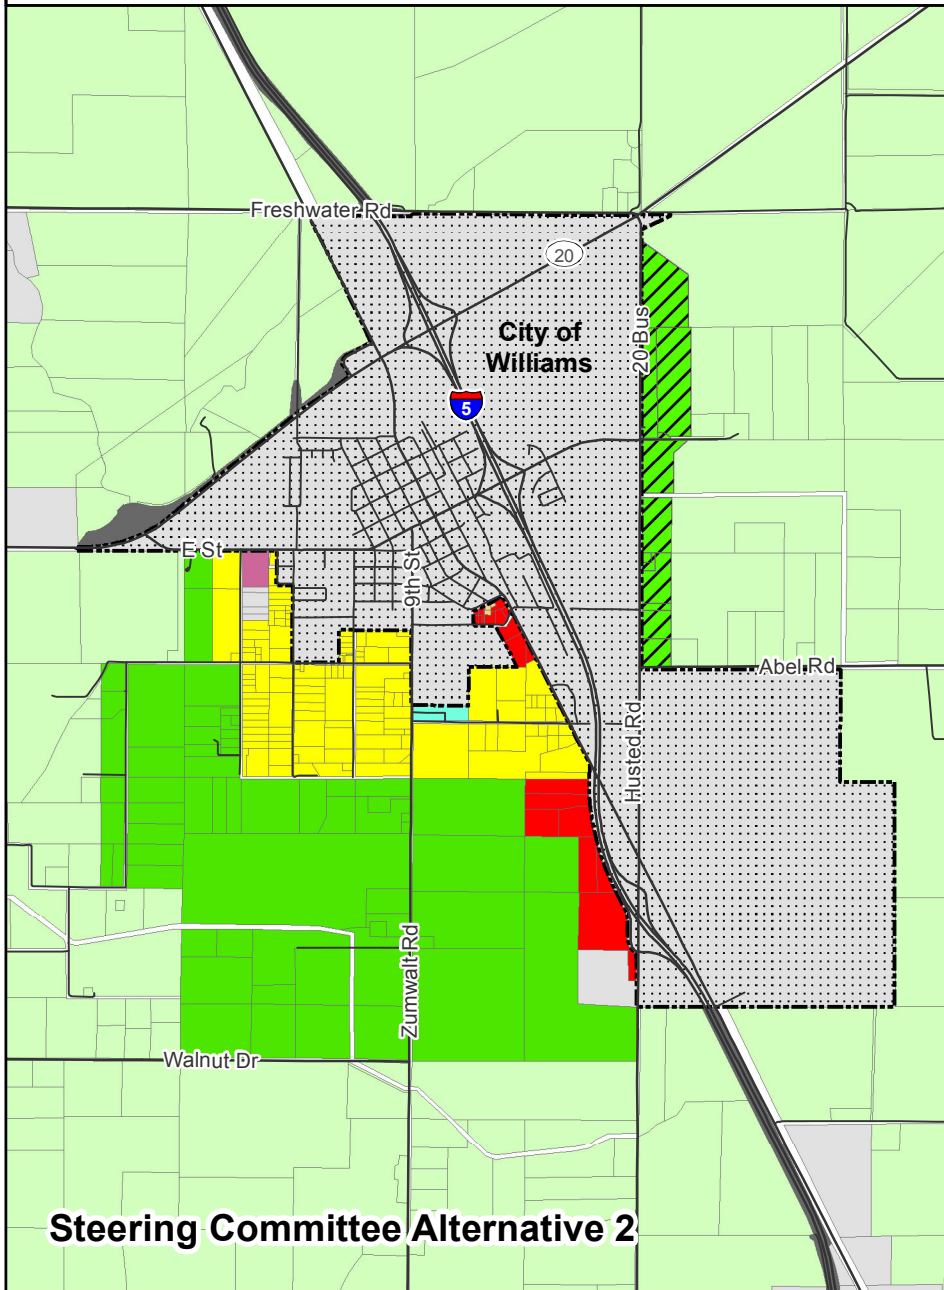 Freshwater Rd
20
City of
Williams
20 Bus
5
E St
9th St
Abel Rd
Husted Rd
Zumwalt Rd
Walnut Dr
Steering Committee Alternative 2